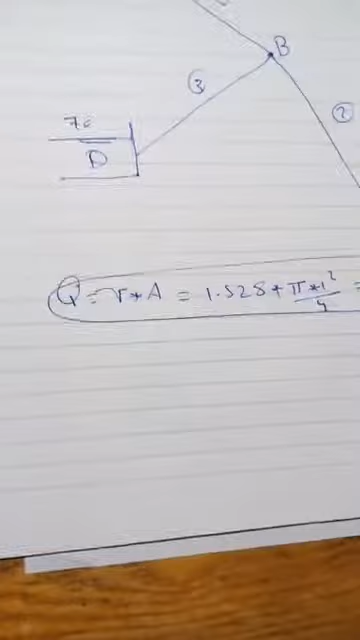 B
③
②
70
D
Q = v * A = 1.528 * π*1² / 4 =